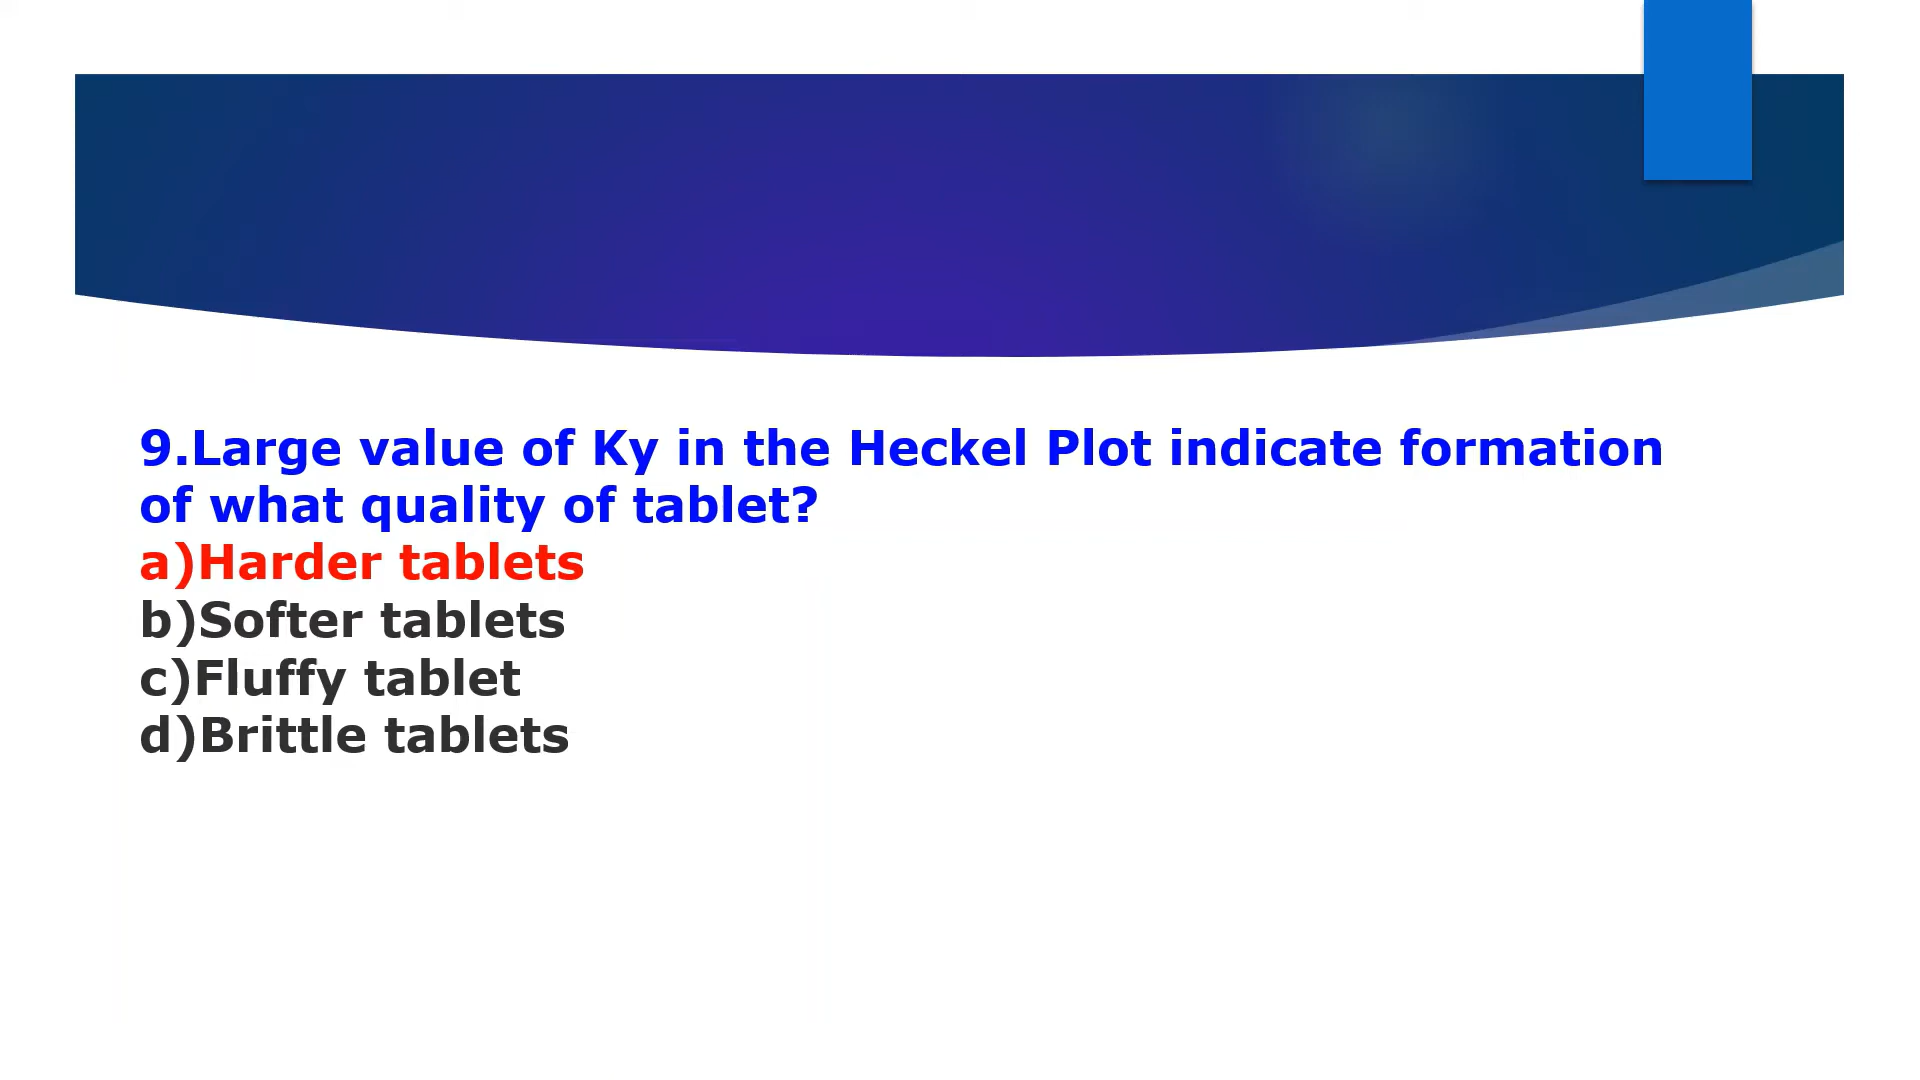 9.Large value of Ky in the Heckel Plot indicate formation
of what quality of tablet?
a)Harder tablets
b)Softer tablets
c)Fluffy tablet
d)Brittle tablets